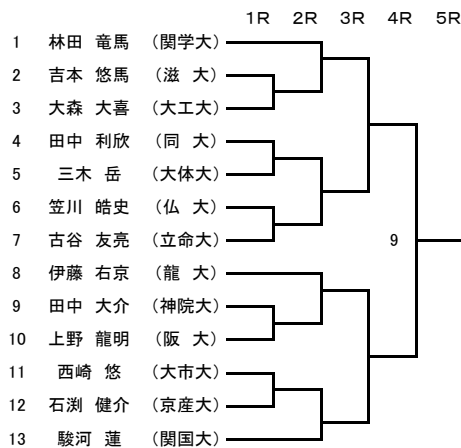 1R 2R 3R 4R 5R
1 林田 竜馬 (関学大)
2 吉本 悠馬 (滋 大)
3 大森 大喜 (大工大)
4 田中 利欣 (同 大)
5 三木 岳 (大体大)
6 笠川 皓史 (仏 大)
7 古谷 友亮 (立命大)
9
8 伊藤 右京 (龍 大)
9 田中 大介 (神院大)
10 上野 龍明 (阪 大)
11 西崎 悠 (大市大)
12 石渕 健介 (京産大)
13 駿河 蓮 (関国大)